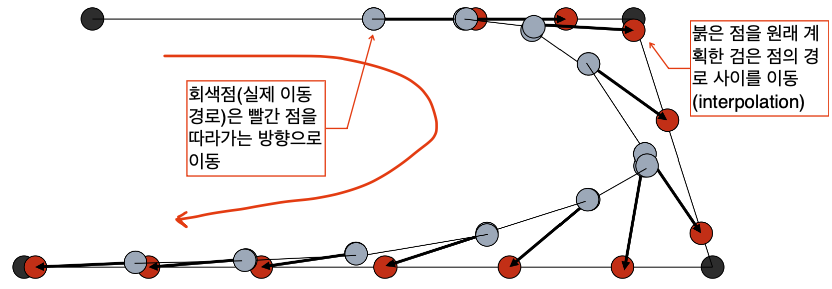 붉은 점을 원래 계
획한 검은 점의 경
로 사이를 이동
(interpolation)
회색점(실제 이동
경로)은 빨간 점을
따라가는 방향으로
이동